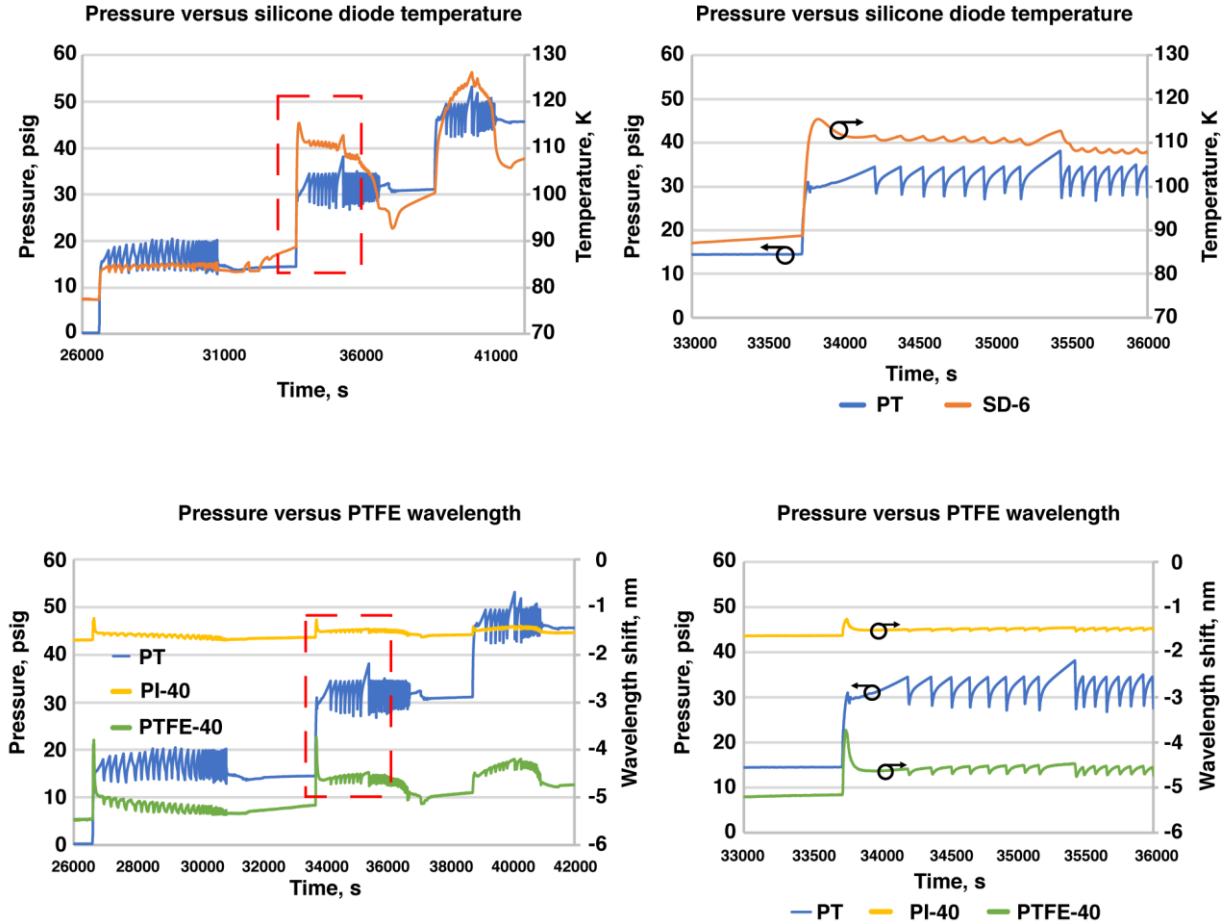 Pressure versus silicone diode temperature
Pressure, psig
60
50
40
30
20
10
0
130
120
110
100
90
80
70
Temperature, K
26000 31000 36000 41000
Time, s
Pressure versus silicone diode temperature
Pressure, psig
60
50
40
30
20
10
0
130
120
110
100
90
80
70
Temperature, K
33000 33500 34000 34500 35000 35500 36000
Time, s
PT SD-6
Pressure versus PTFE wavelength
Pressure, psig
60
50
40
30
20
10
0
PT
PI-40
PTFE-40
0
-1
-2
-3
-4
-5
-6
Wavelength shift, nm
26000 28000 30000 32000 34000 36000 38000 40000 42000
Time, s
Pressure versus PTFE wavelength
Pressure, psig
60
50
40
30
20
10
0
0
-1
-2
-3
-4
-5
-6
Wavelength shift, nm
33000 33500 34000 34500 35000 35500 36000
Time, s
PT PI-40 PTFE-40